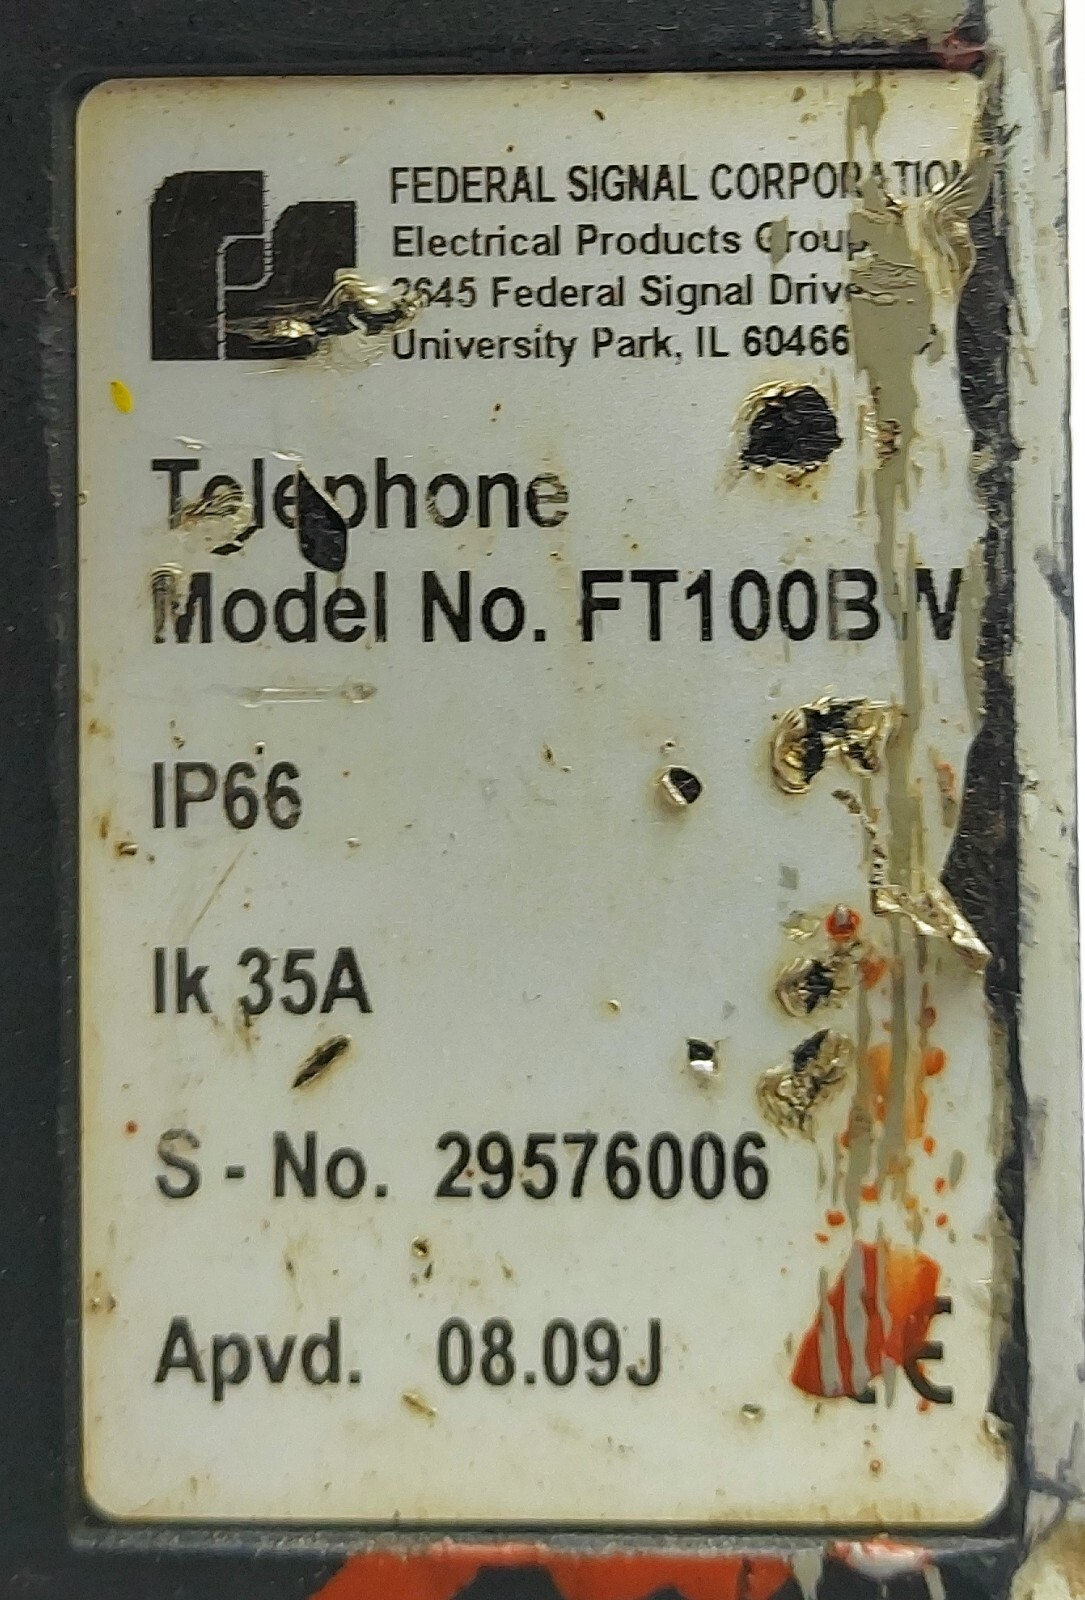 FEDERAL SIGNAL CORPORATION
Electrical Products Group
2645 Federal Signal Drive
University Park, IL 60466
Telephone
Model No. FT100BW
IP66
Ik 35A
S - No. 29576006
Apvd. 08.09J CE